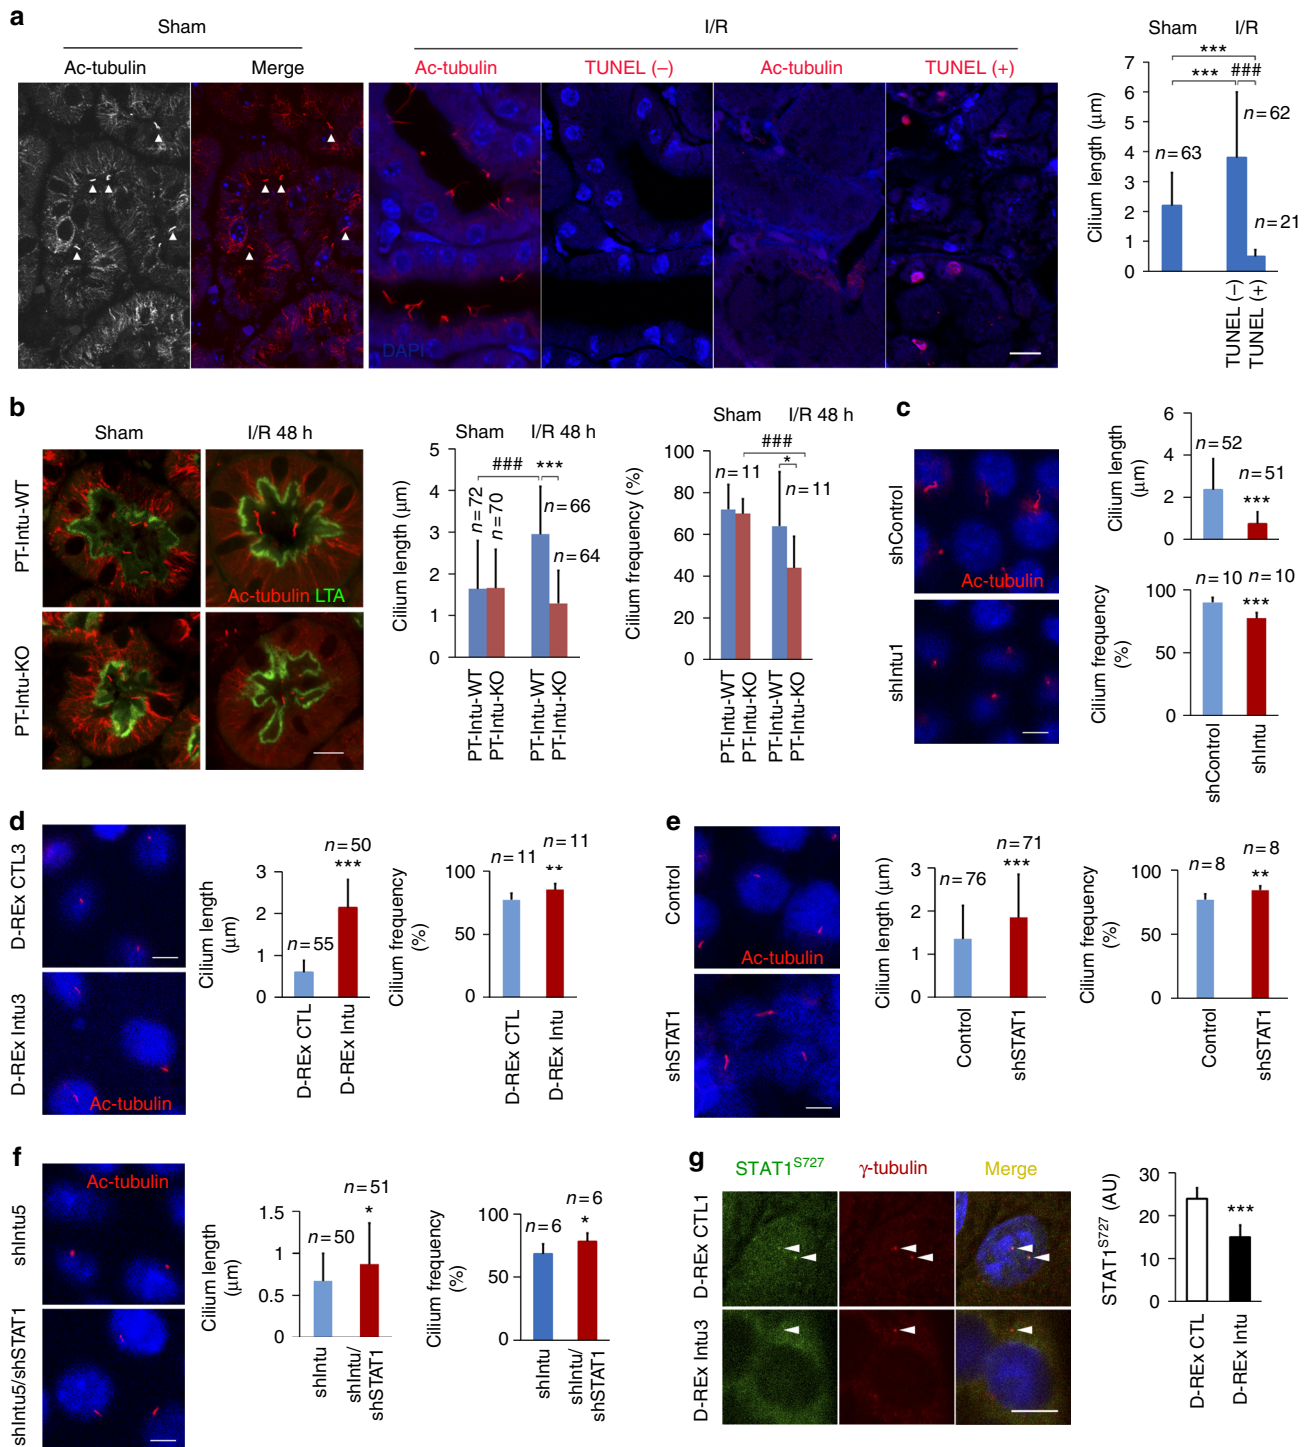 a
Sham
I/R
Ac-tubulin
Merge
Ac-tubulin
TUNEL (–)
Ac-tubulin
TUNEL (+)
DAPI
Sham
I/R
***
***
###
Cilium length (μm)
7
6
5
4
3
2
1
0
n=63
n=62
n=21
TUNEL (–)
TUNEL (+)
b
Sham
I/R 48 h
PT-Intu-WT
PT-Intu-KO
Ac-tubulin LTA
Sham
I/R 48 h
###
***
Cilium length (μm)
5
4
3
2
1
0
n=72
n=70
n=66
n=64
PT-Intu-WT
PT-Intu-KO
PT-Intu-WT
PT-Intu-KO
Sham
I/R 48 h
###
*
Cilium frequency (%)
100
80
60
40
20
0
n=11
n=11
PT-Intu-WT
PT-Intu-KO
PT-Intu-WT
PT-Intu-KO
c
shControl
Ac-tubulin
shIntu1
Cilium length
(μm)
6
4
2
0
n=52
n=51
***
Cilium frequency
(%)
100
50
0
n=10
n=10
***
shControl
shIntu
d
D-REx CTL3
D-REx Intu3
Ac-tubulin
Cilium length
(μm)
3
2
1
0
n=55
n=50
***
D-REx CTL
D-REx Intu
Cilium frequency
(%)
100
50
0
n=11
n=11
**
D-REx CTL
D-REx Intu
e
Control
Ac-tubulin
shSTAT1
Cilium length (μm)
3
2
1
0
n=76
n=71
***
Control
shSTAT1
Cilium frequency
(%)
100
50
0
n=8
n=8
**
Control
shSTAT1
f
Ac-tubulin
shIntu5
shIntu5/shSTAT1
Cilium length
(μm)
1.5
1
0.5
0
n=50
n=51
*
shIntu
shIntu/
shSTAT1
Cilium frequency
(%)
100
50
0
n=6
n=6
*
shIntu
shIntu/
shSTAT1
g
STAT1S727
γ-tubulin
Merge
D-REx CTL1
D-REx Intu3
STAT1S727 (AU)
30
20
10
0
***
D-REx CTL
D-REx Intu